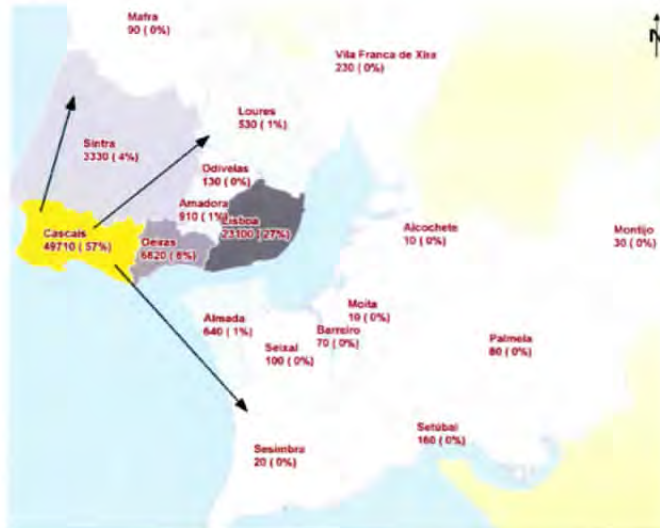 Mafra
90 ( 0%)
Vila Franca de Xira
230 ( 0%)
N
Loures
530 ( 1%)
Sintra
3330 ( 4%)
Odivelas
130 ( 0%)
Amadora
910 ( 1%)
Lisboa
23100 ( 27%)
Cascais
49710 ( 57%)
Oeiras
6820 ( 8%)
Alcochete
10 ( 0%)
Montijo
30 ( 0%)
Almada
640 ( 1%)
Moita
10 ( 0%)
Barreiro
70 ( 0%)
Seixal
100 ( 0%)
Palmela
80 ( 0%)
Setúbal
160 ( 0%)
Sesimbra
20 ( 0%)